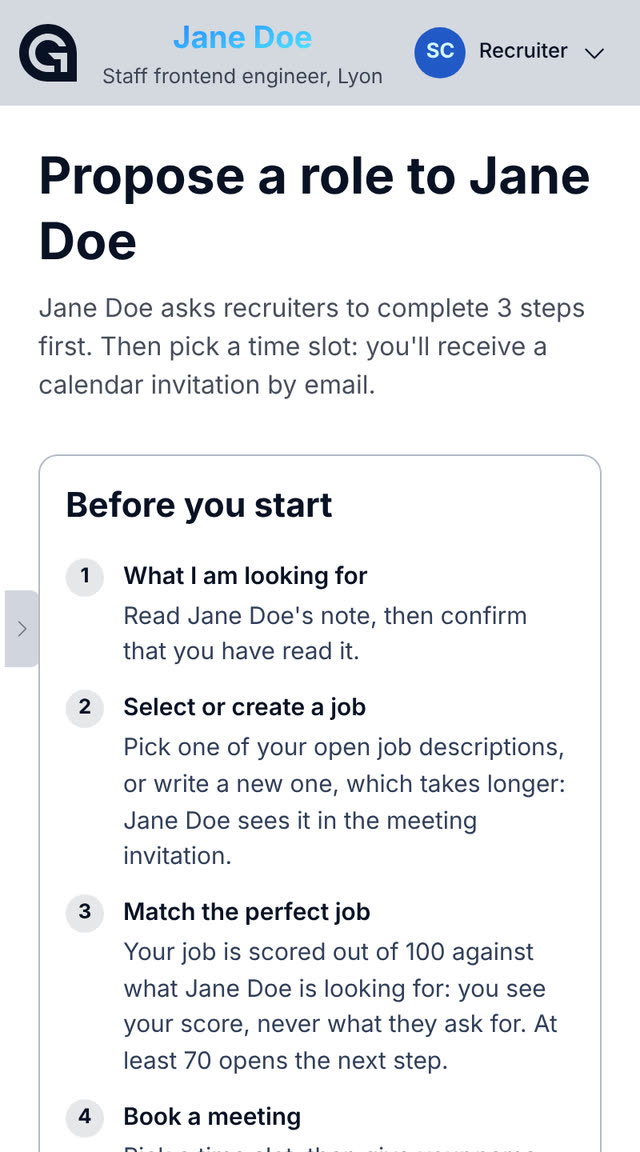 Jane Doe
Staff frontend engineer, Lyon
SC
Recruiter
Propose a role to Jane
Doe
Jane Doe asks recruiters to complete 3 steps
first. Then pick a time slot: you'll receive a
calendar invitation by email.
Before you start
1
What I am looking for
Read Jane Doe's note, then confirm
that you have read it.
2
Select or create a job
Pick one of your open job descriptions,
or write a new one, which takes longer:
Jane Doe sees it in the meeting
invitation.
3
Match the perfect job
Your job is scored out of 100 against
what Jane Doe is looking for: you see
your score, never what they ask for. At
least 70 opens the next step.
4
Book a meeting